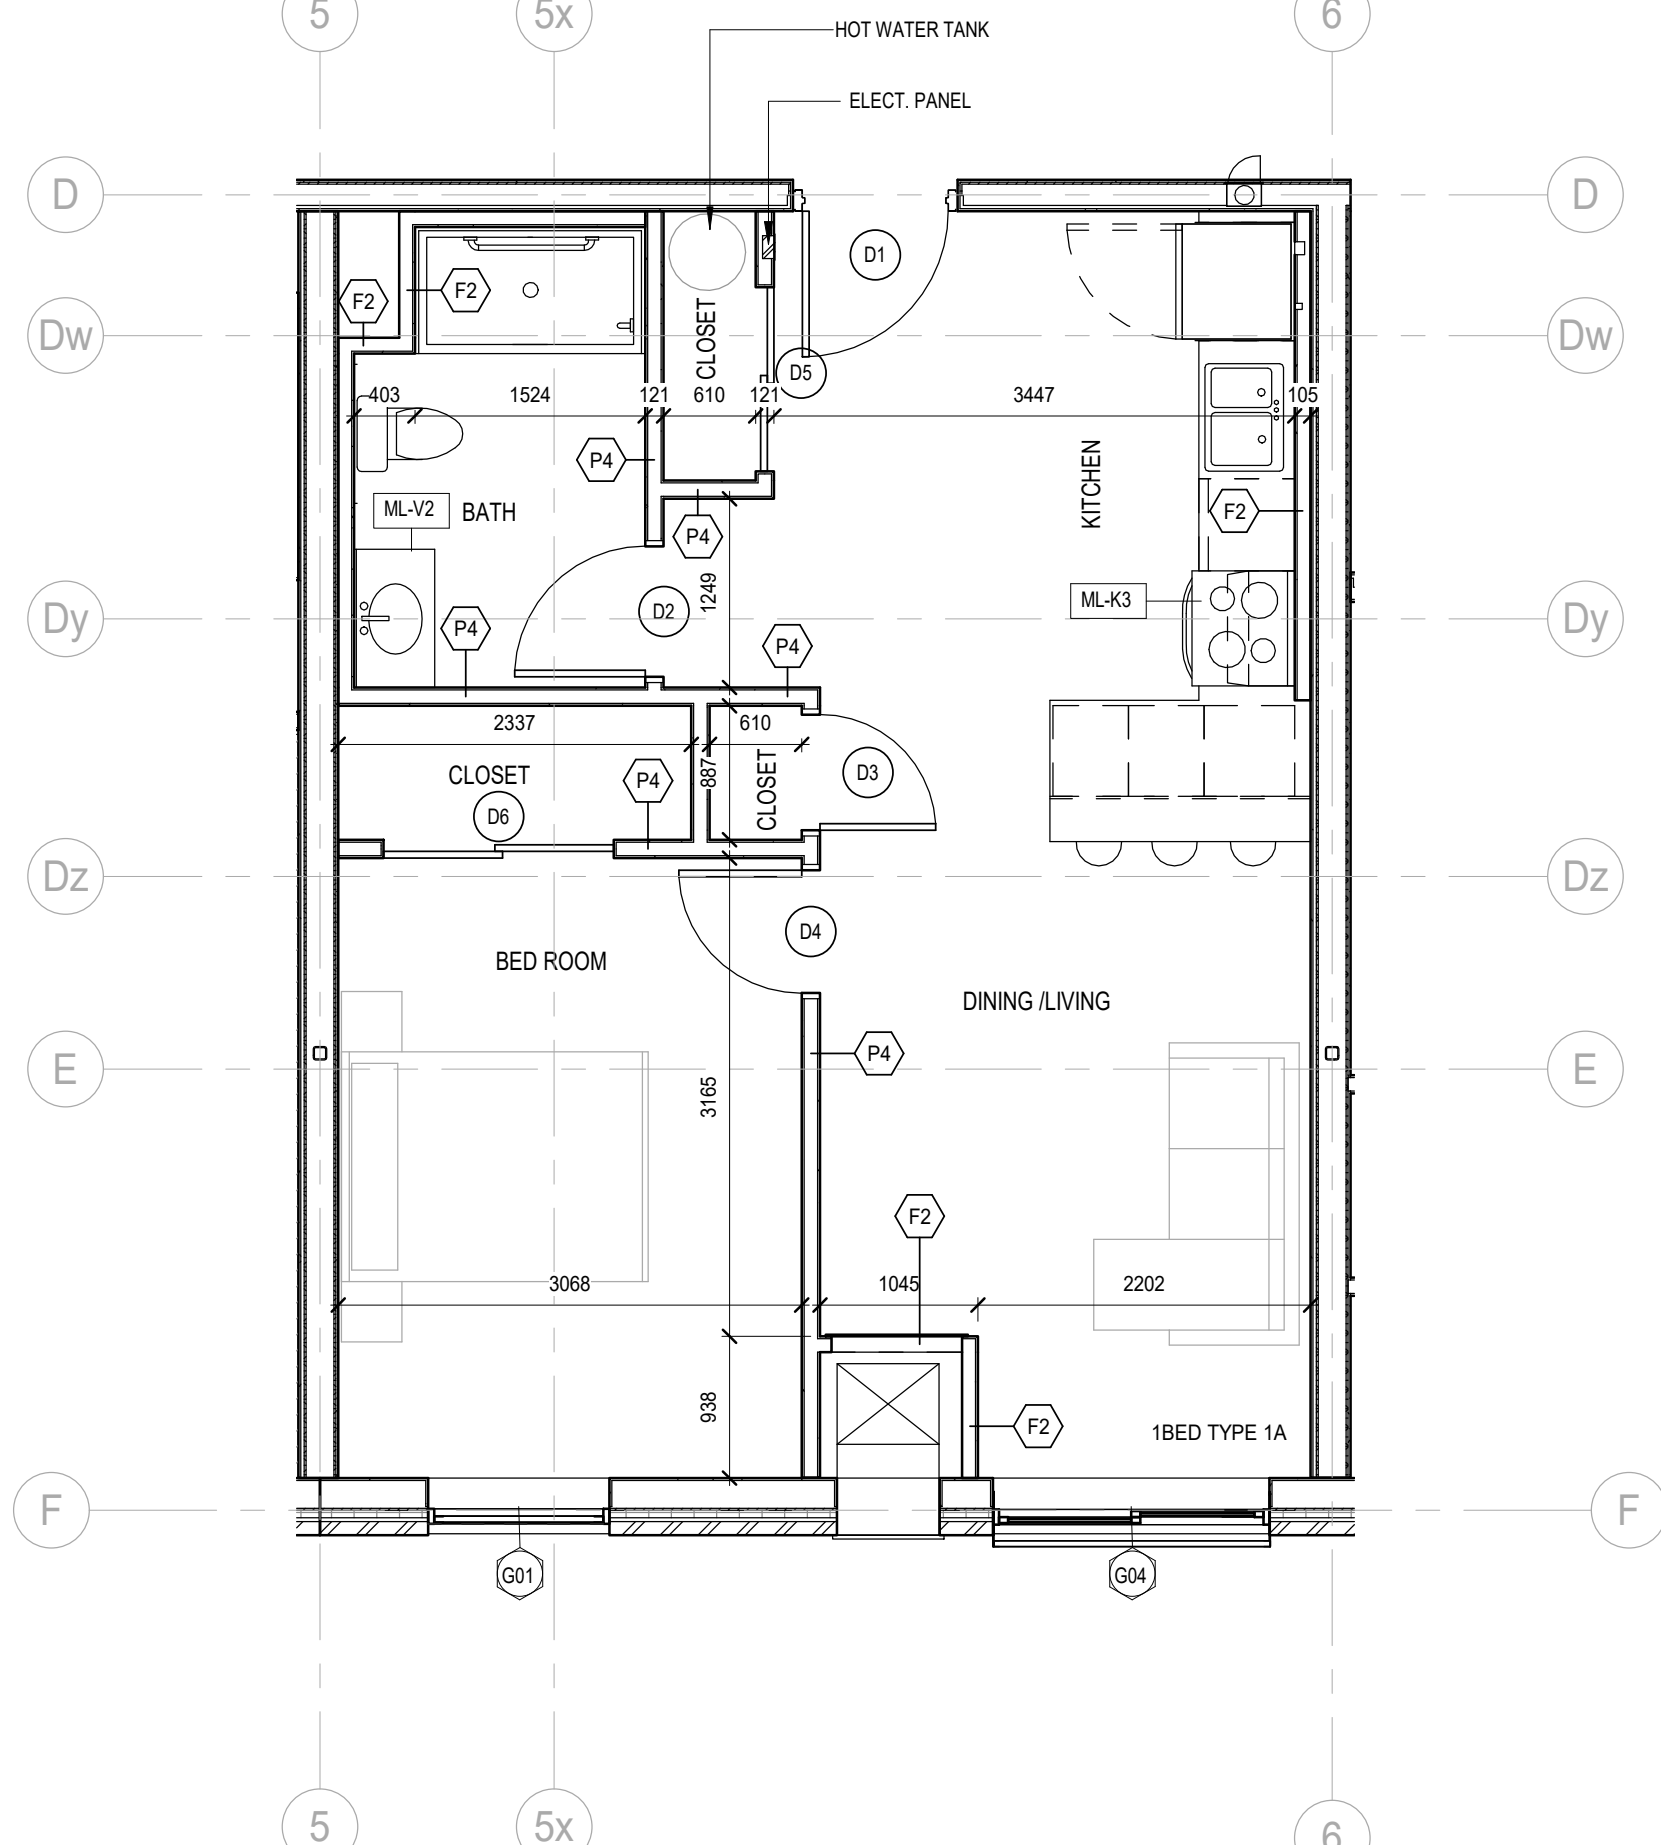 5
5x
6
HOT WATER TANK
ELECT. PANEL
D
D
D1
F2
F2
CLOSET
Dw
Dw
D5
403
1524
121
610
121
3447
105
P4
KITCHEN
ML-V2
BATH
F2
P4
1249
ML-K3
D2
Dy
Dy
P4
P4
2337
610
CLOSET
P4
887
CLOSET
D3
D6
Dz
Dz
D4
BED ROOM
DINING /LIVING
P4
E
E
3165
F2
3068
1045
2202
938
F2
1BED TYPE 1A
F
F
G01
G04
5
5x
6